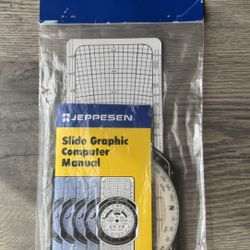 JEPPESEN
Slide Graphic
Computer
Manual